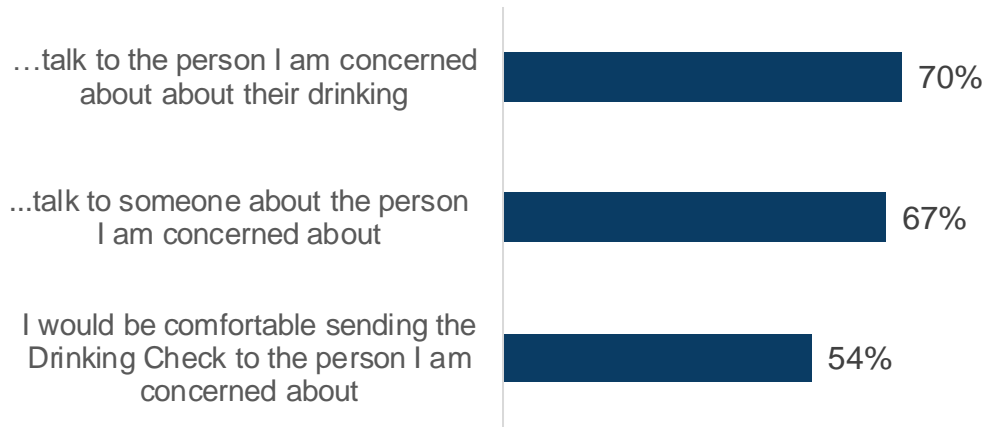 …talk to the person I am concerned
about about their drinking
70%
...talk to someone about the person
I am concerned about
67%
I would be comfortable sending the
Drinking Check to the person I am
concerned about
54%